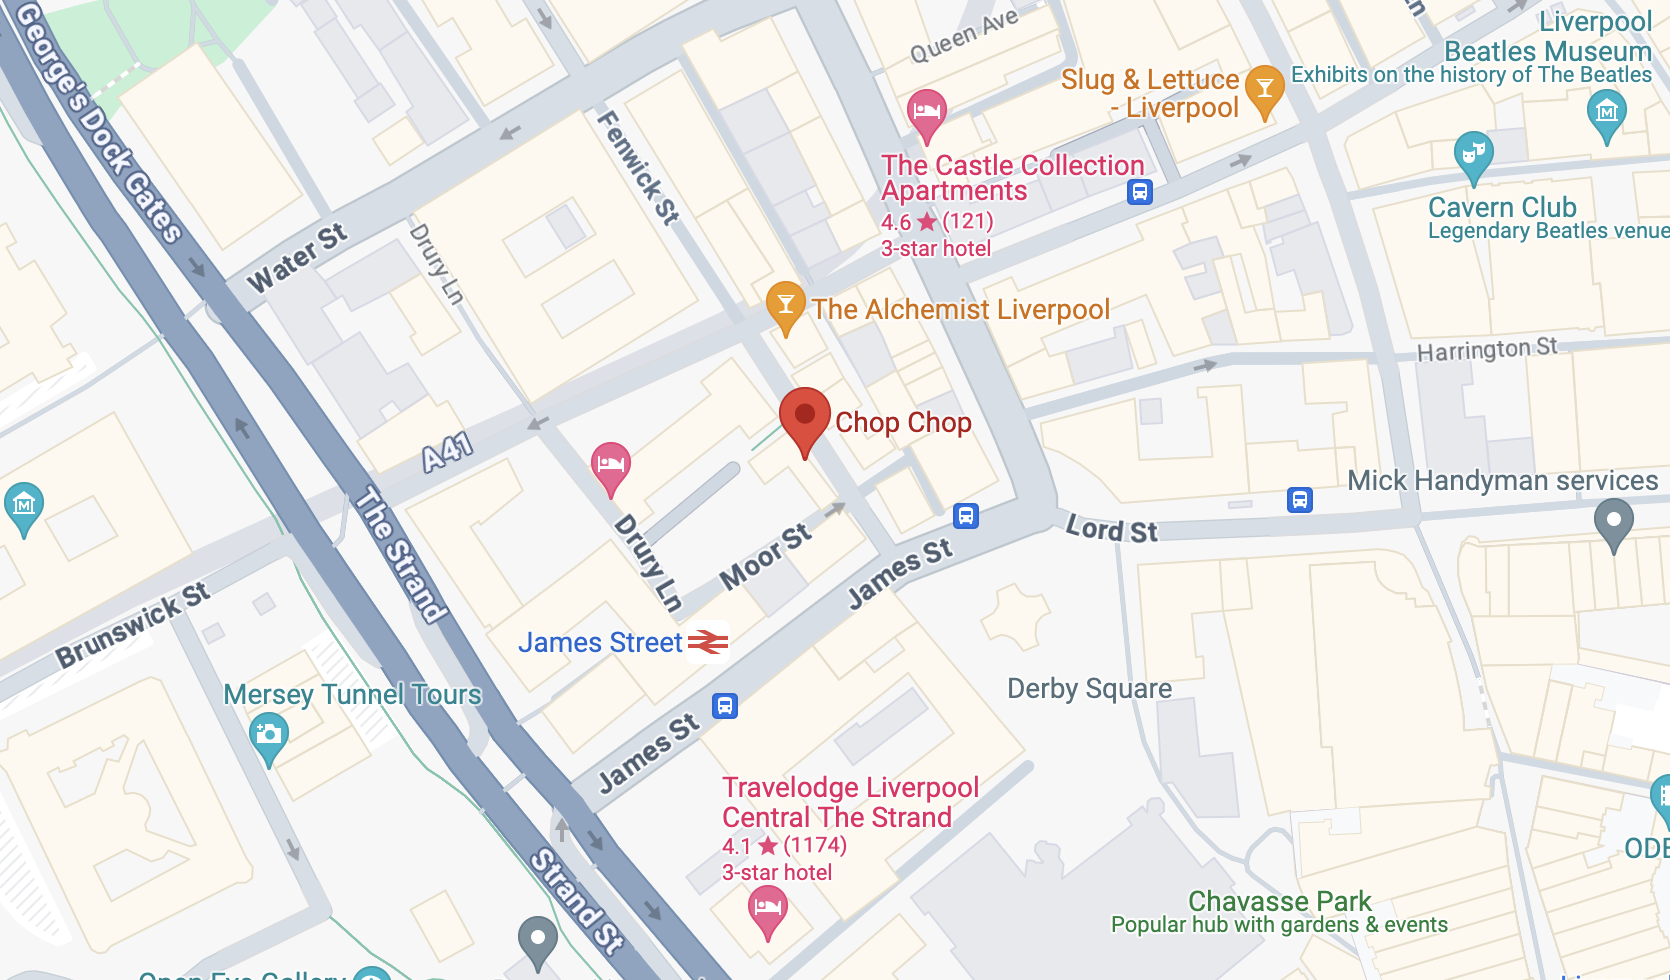 George's Dock Gates
Queen Ave
Liverpool
Beatles Museum
Exhibits on the history of The Beatles
Slug & Lettuce
- Liverpool
Fenwick St
The Castle Collection
Apartments
4.6 ★ (121)
3-star hotel
Cavern Club
Legendary Beatles venue
Water St
Drury Ln
The Alchemist Liverpool
Harrington St
Chop Chop
A41
Mick Handyman services
The Strand
Drury Ln
Moor St
James St
Lord St
Brunswick St
James Street
Mersey Tunnel Tours
Derby Square
James St
Travelodge Liverpool
Central The Strand
4.1 ★ (1174)
3-star hotel
Strand St
ODE
Chavasse Park
Popular hub with gardens & events
Open Eye Gallery